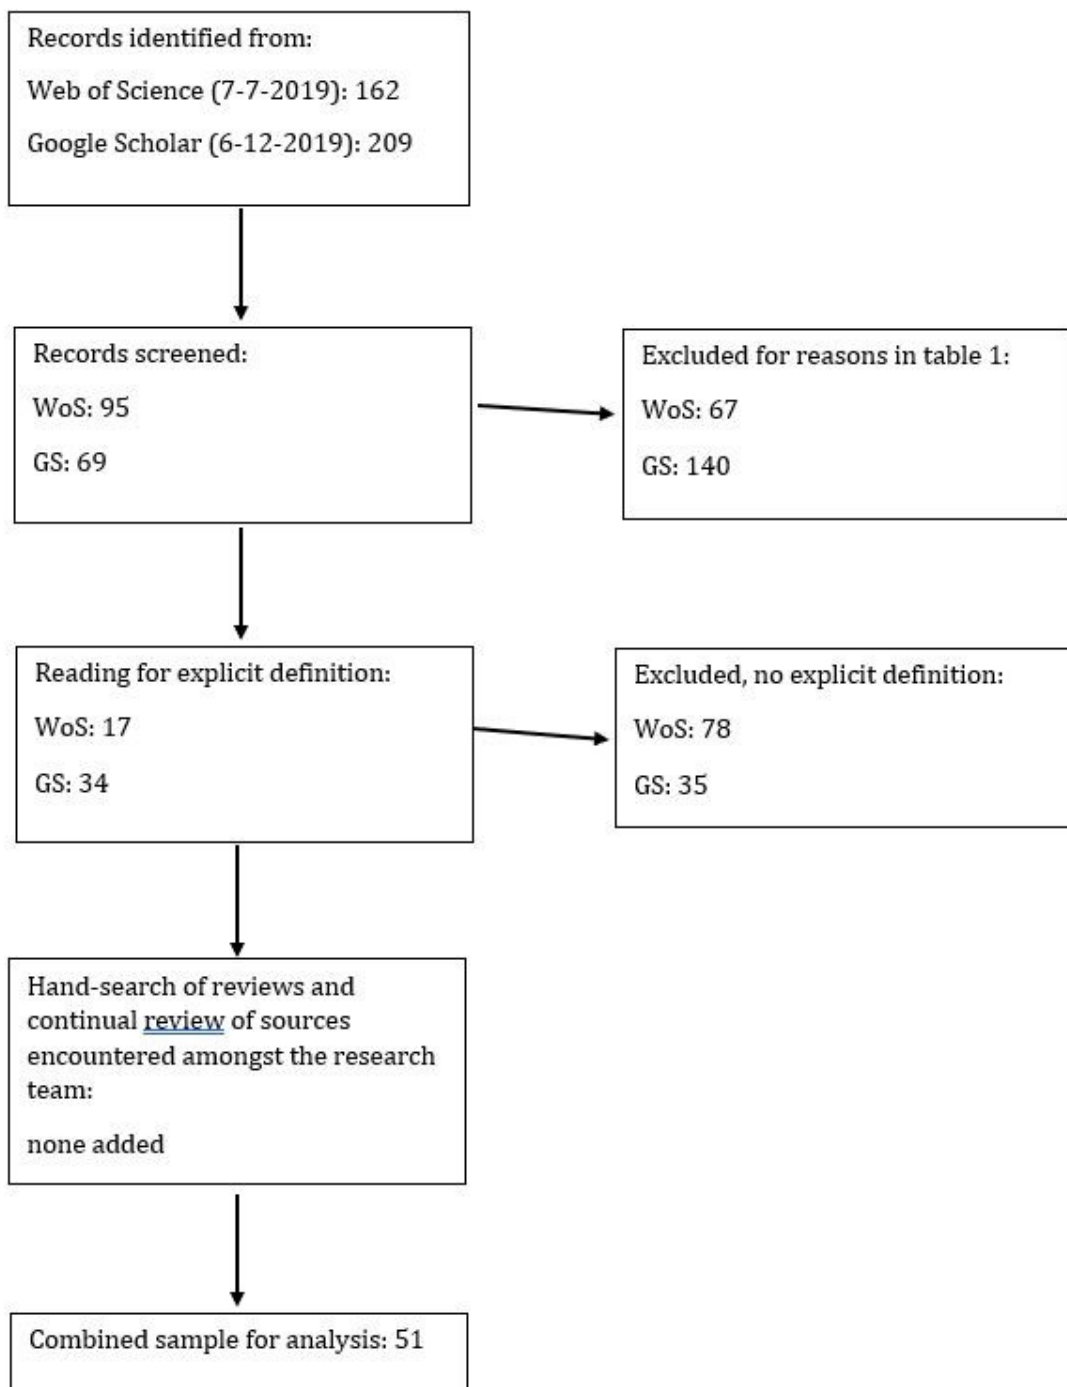 Records identified from:
Web of Science (7-7-2019): 162
Google Scholar (6-12-2019): 209
Records screened:
WoS: 95
GS: 69
Excluded for reasons in table 1:
WoS: 67
GS: 140
Reading for explicit definition:
WoS: 17
GS: 34
Excluded, no explicit definition:
WoS: 78
GS: 35
Hand-search of reviews and
continual review of sources
encountered amongst the research
team:
none added
Combined sample for analysis: 51